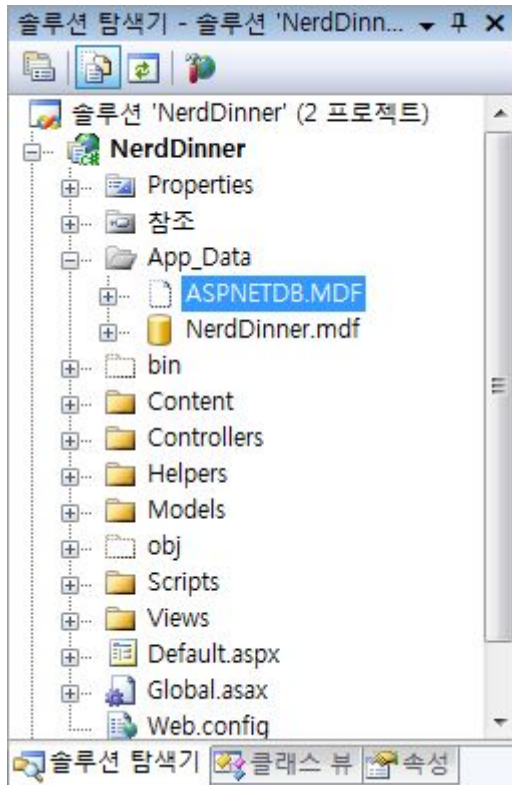 솔루션 탐색기 - 솔루션 'NerdDinn...
솔루션 'NerdDinner' (2 프로젝트)
NerdDinner
Properties
참조
App_Data
ASPNETDB.MDF
NerdDinner.mdf
bin
Content
Controllers
Helpers
Models
obj
Scripts
Views
Default.aspx
Global.asax
Web.config
솔루션 탐색기 클래스 뷰 속성